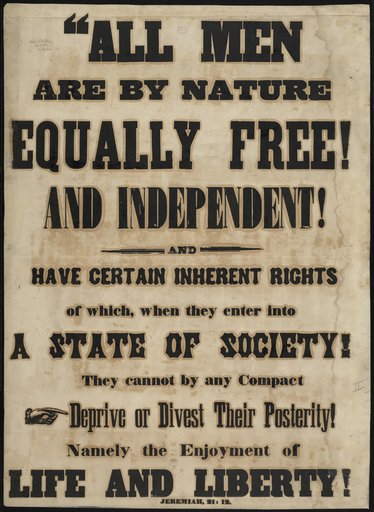 “ALL MEN
ARE BY NATURE
EQUALLY FREE!
AND INDEPENDENT!
AND
HAVE CERTAIN INHERENT RIGHTS
of which, when they enter into
A STATE OF SOCIETY!
They cannot by any Compact
Deprive or Divest Their Posterity!
Namely the Enjoyment of
LIFE AND LIBERTY!
JEREMIAH, 21: 12.